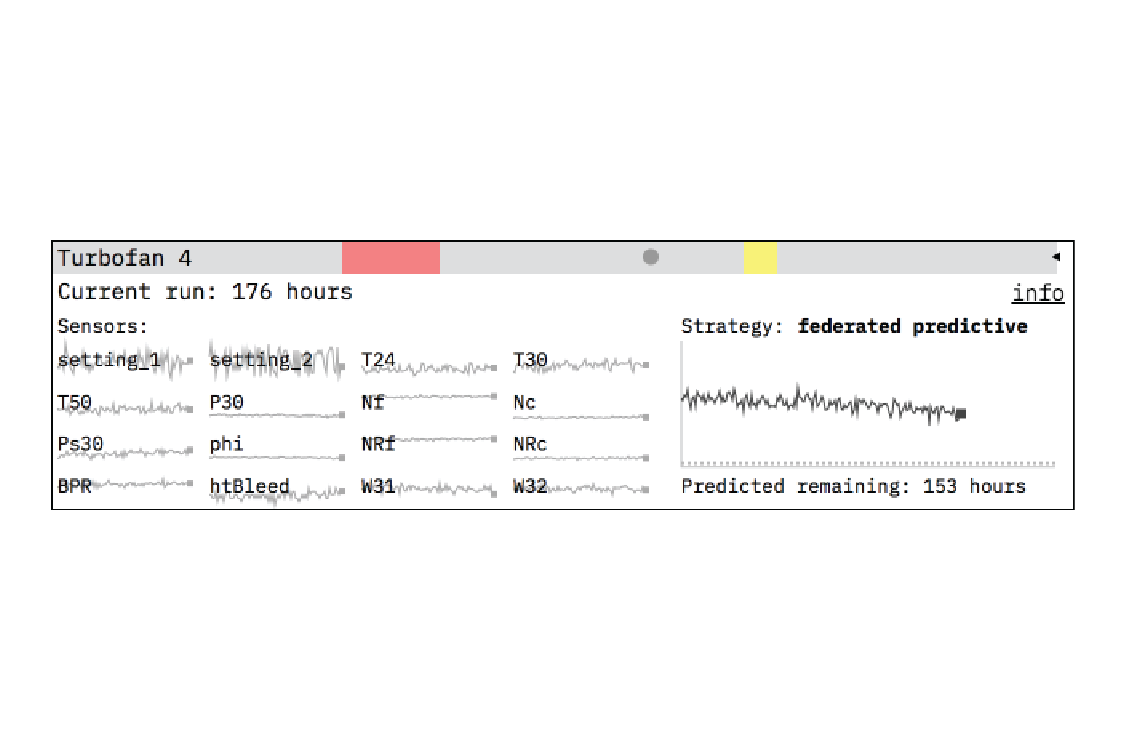 Turbofan 4
Current run: 176 hours
info
Sensors:
Strategy: federated predictive
setting_1
setting_2
T24
T30
T50
P30
Nf
Nc
Ps30
phi
NRf
NRc
BPR
htBleed
W31
W32
Predicted remaining: 153 hours